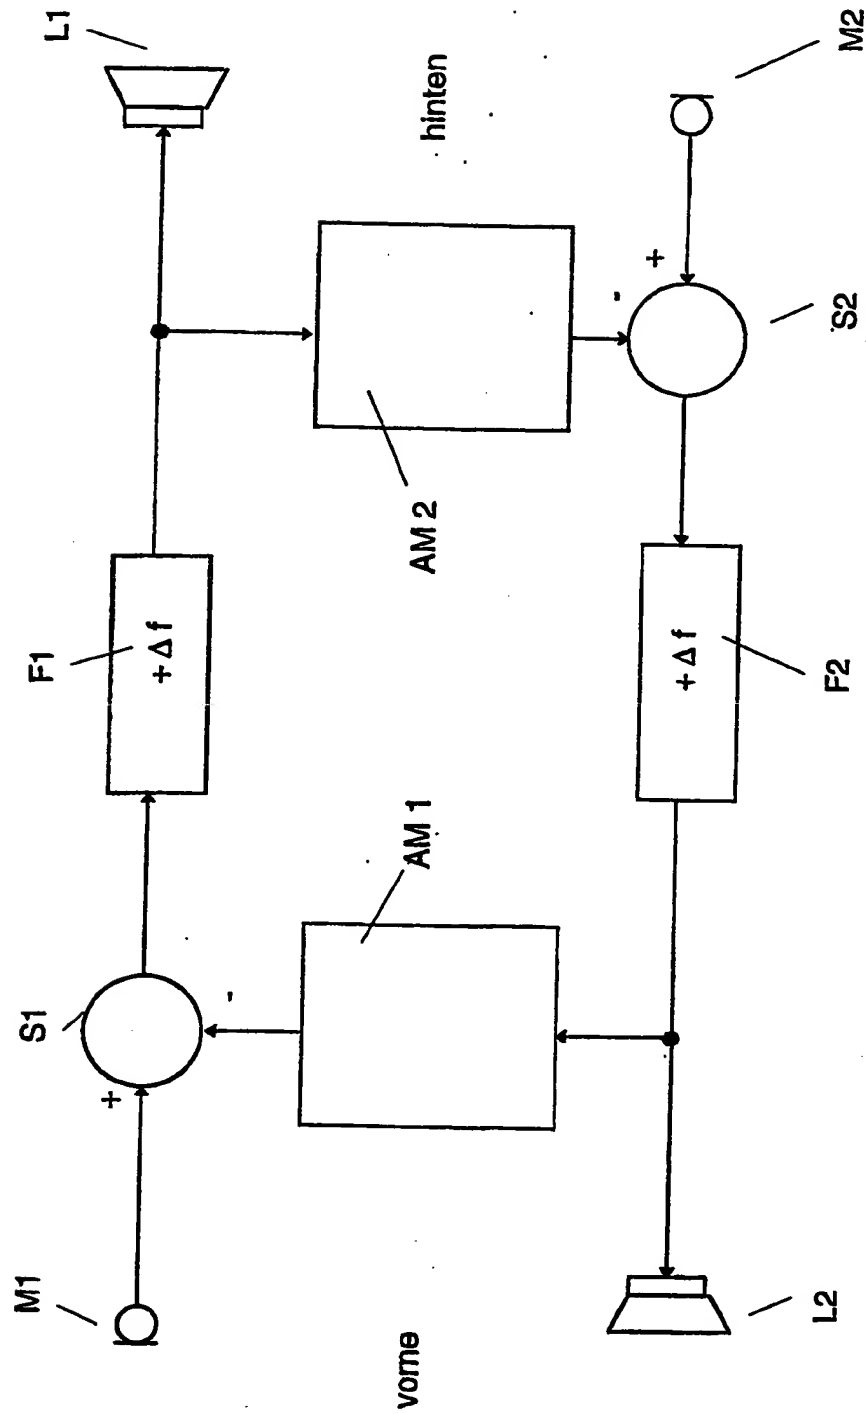 M1
S1
F1
L1
+
+ Δ f
-
vorne
AM 1
AM 2
hinten
-
+
+ Δ f
L2
F2
S2
M2